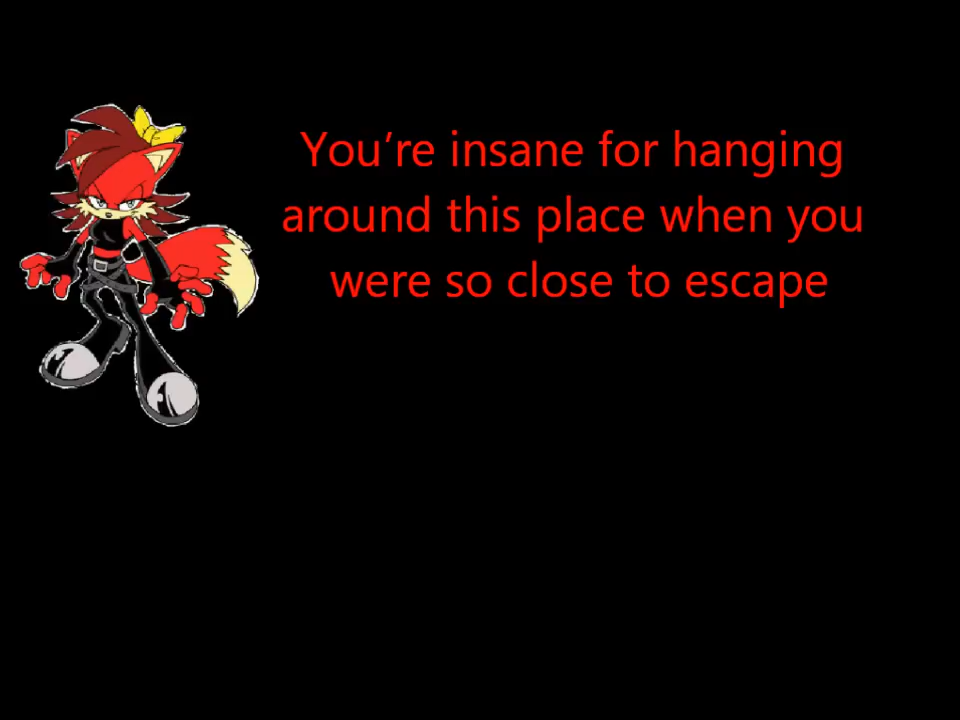 You’re insane for hanging
around this place when you
were so close to escape